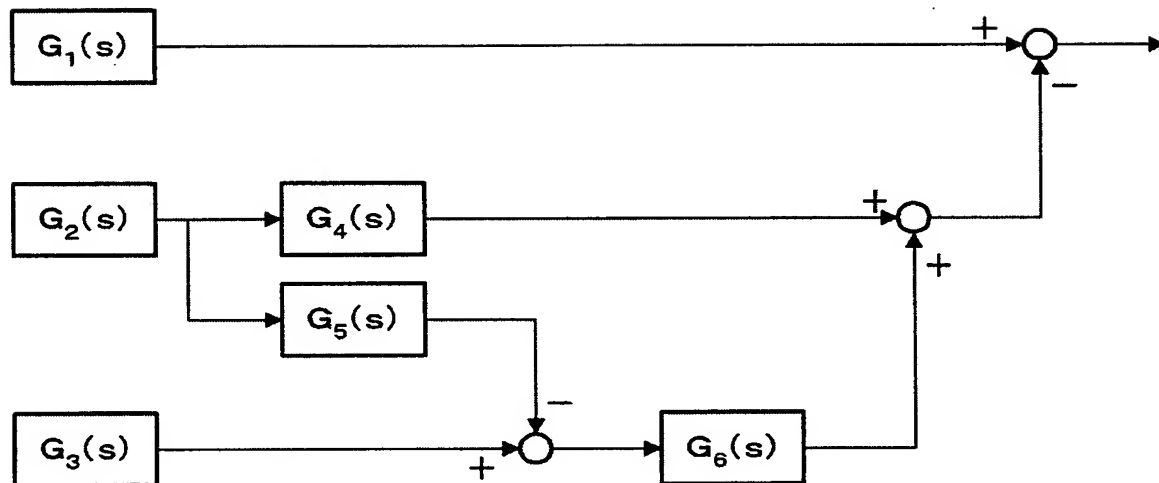 G₁(s)
+
−
G₂(s)
G₄(s)
+
+
G₅(s)
−
G₃(s)
+
G₆(s)